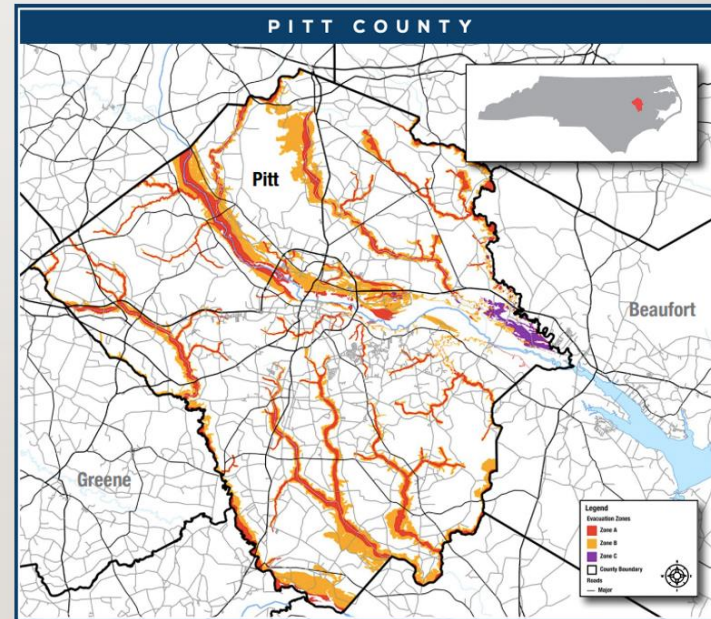 PITT COUNTY
Pitt
Beaufort
Greene
Legend
Evacuation Zones
Zone A
Zone B
Zone C
County Boundary
Roads
Major